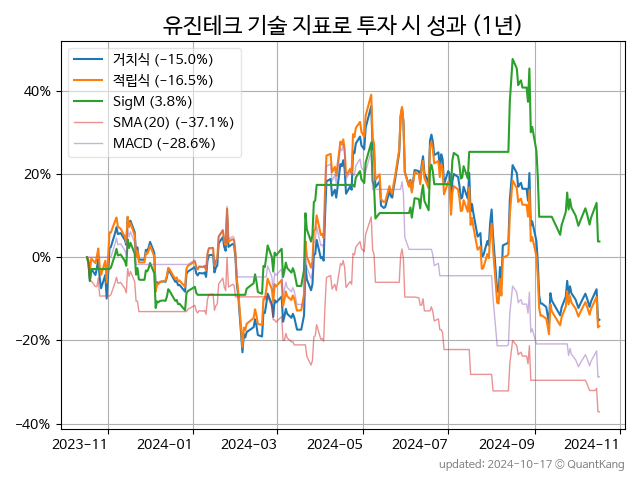 유진테크 기술 지표로 투자 시 성과 (1년)
거치식 (−15.0%)
적립식 (−16.5%)
SigM (3.8%)
SMA(20) (−37.1%)
MACD (−28.6%)
40%
20%
0%
−20%
−40%
2023-11 2024-01 2024-03 2024-05 2024-07 2024-09 2024-11
updated: 2024-10-17 © QuantKang